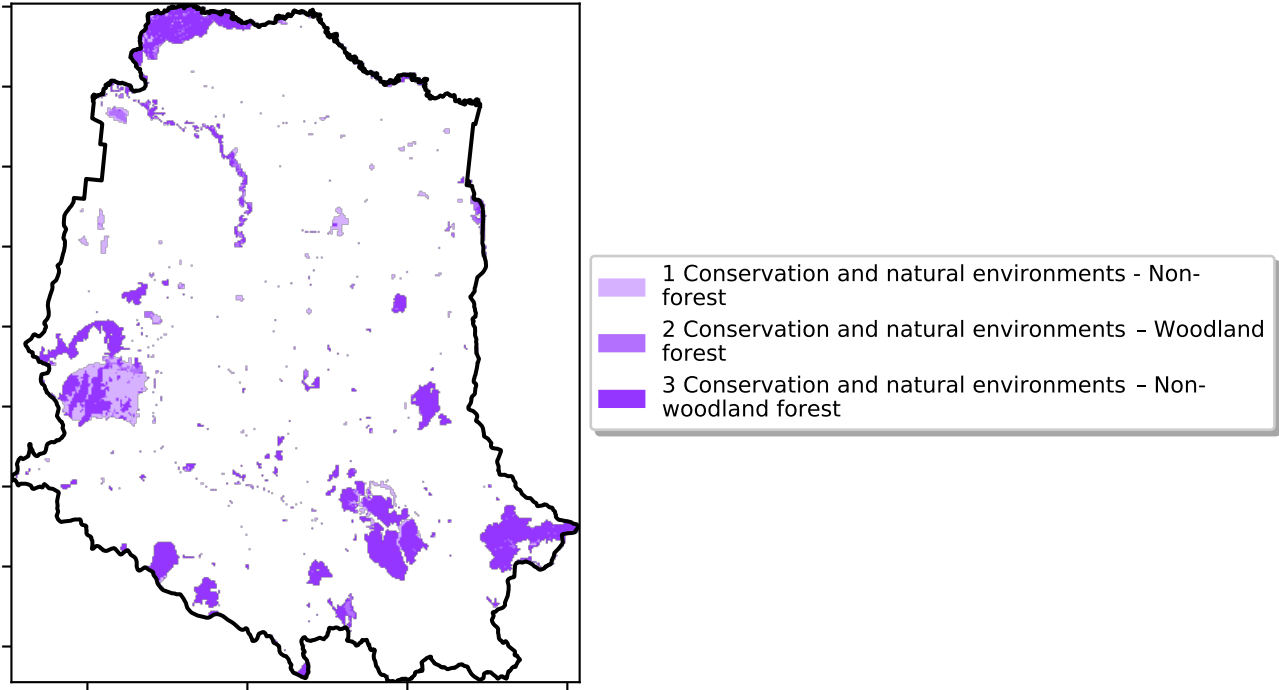 1 Conservation and natural environments - Non-
forest
2 Conservation and natural environments – Woodland
forest
3 Conservation and natural environments – Non-
woodland forest